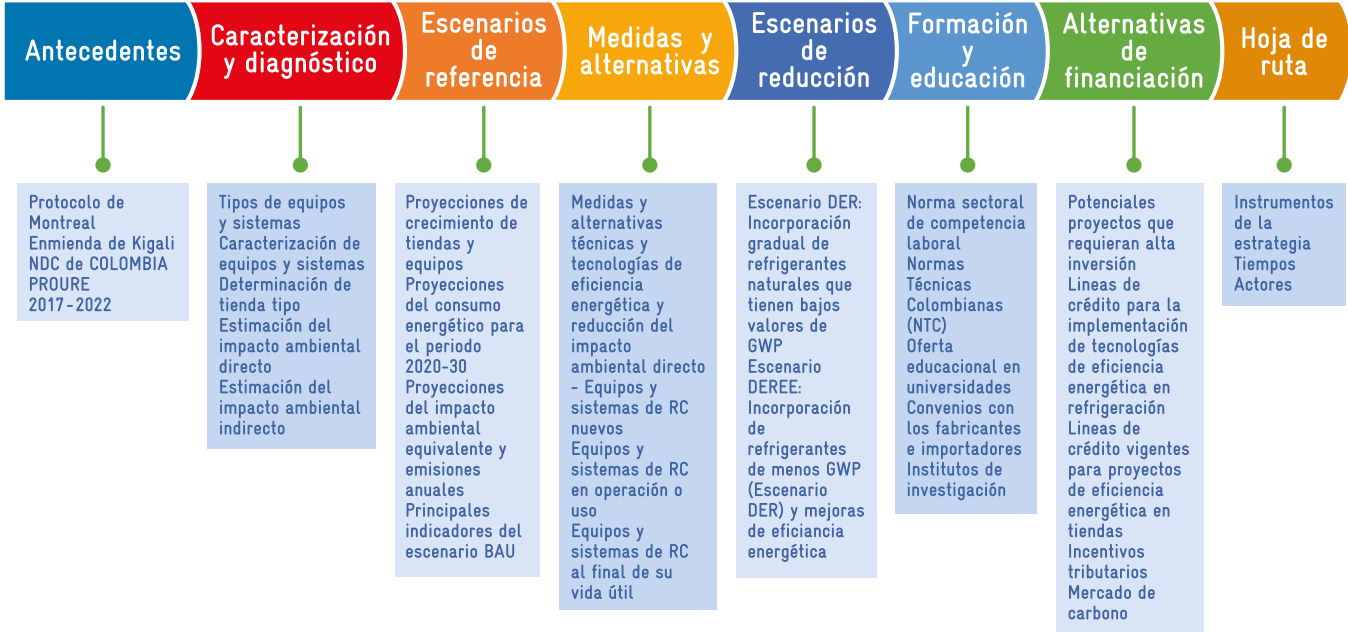 Antecedentes
Caracterización
y diagnóstico
Escenarios
de
referencia
Medidas y
alternativas
Escenarios
de
reducción
Formación
y
educación
Alternativas
de
financiación
Hoja de
ruta
Protocolo de
Montreal
Enmienda de Kigali
NDC de COLOMBIA
PROURE
2017-2022
Tipos de equipos
y sistemas
Caracterización de
equipos y sistemas
Determinación de
tienda tipo
Estimación del
impacto ambiental
directo
Estimación del
impacto ambiental
indirecto
Proyecciones de
crecimiento de
tiendas y
equipos
Proyecciones
del consumo
energético para
el periodo
2020-30
Proyecciones
del impacto
ambiental
equivalente y
emisiones
anuales
Principales
indicadores del
escenario BAU
Medidas y
alternativas
técnicas y
tecnologías de
eficiencia
energética y
reducción del
impacto
ambiental directo
- Equipos y
sistemas de RC
nuevos
Equipos y
sistemas de RC
en operación o
uso
Equipos y
sistemas de RC
al final de su
vida útil
Escenario DER:
Incorporación
gradual de
refrigerantes
naturales que
tienen bajos
valores de
GWP
Escenario
DEREE:
Incorporación
de
refrigerantes
de menos GWP
(Escenario
DER) y mejoras
de eficiancia
energética
Norma sectoral
de competencia
laboral
Normas
Técnicas
Colombianas
(NTC)
Oferta
educacional en
universidades
Convenios con
los fabricantes
e importadores
Institutos de
investigación
Potenciales
proyectos que
requieran alta
inversión
Lineas de
crédito para la
implementación
de tecnologías
de eficiencia
energética en
refrigeración
Lineas de
crédito vigentes
para proyectos
de eficiencia
energética en
tiendas
Incentivos
tributarios
Mercado de
carbono
Instrumentos
de la
estrategia
Tiempos
Actores